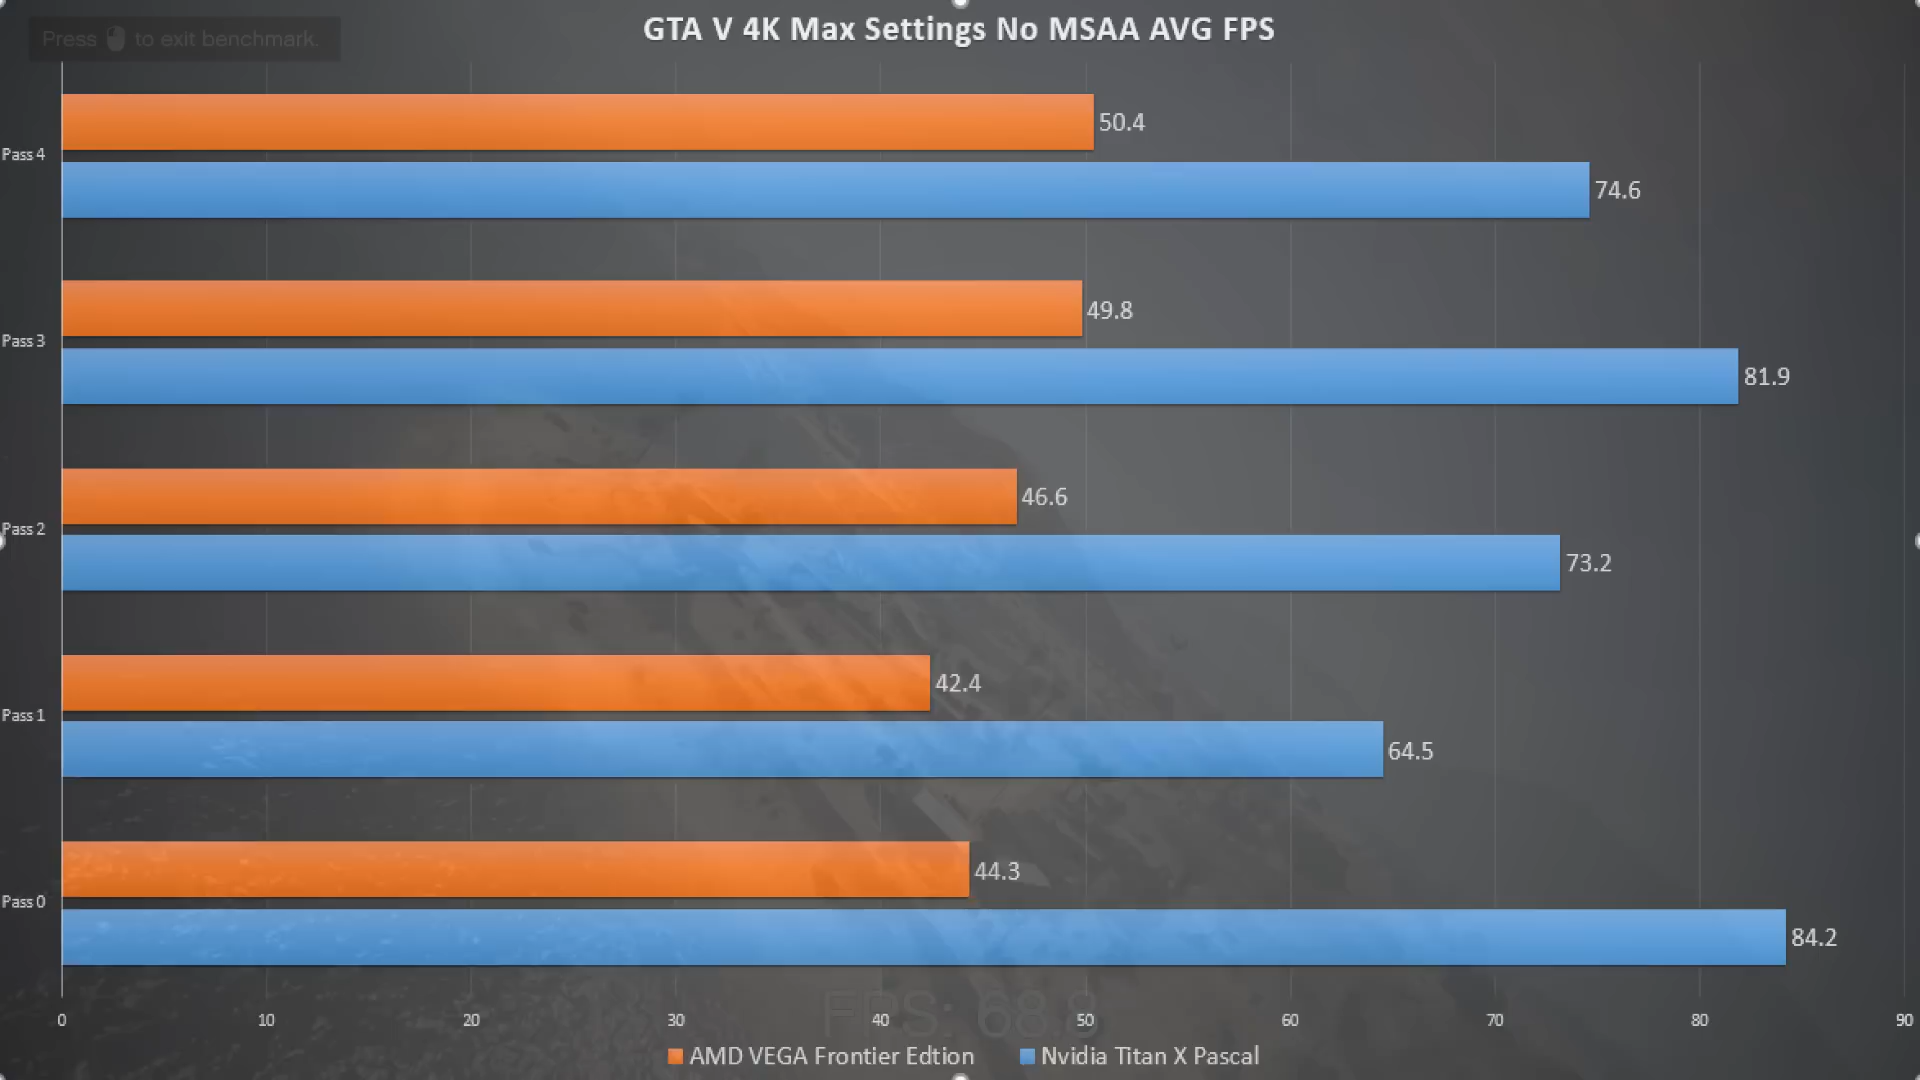 GTA V 4K Max Settings No MSAA AVG FPS
Press to exit benchmark.
50.4
Pass 4
74.6
49.8
Pass 3
81.9
46.6
Pass 2
73.2
42.4
Pass 1
64.5
44.3
Pass 0
84.2
FPS: 68.8
0 10 20 30 40 50 60 70 80 90
AMD VEGA Frontier Edtion Nvidia Titan X Pascal